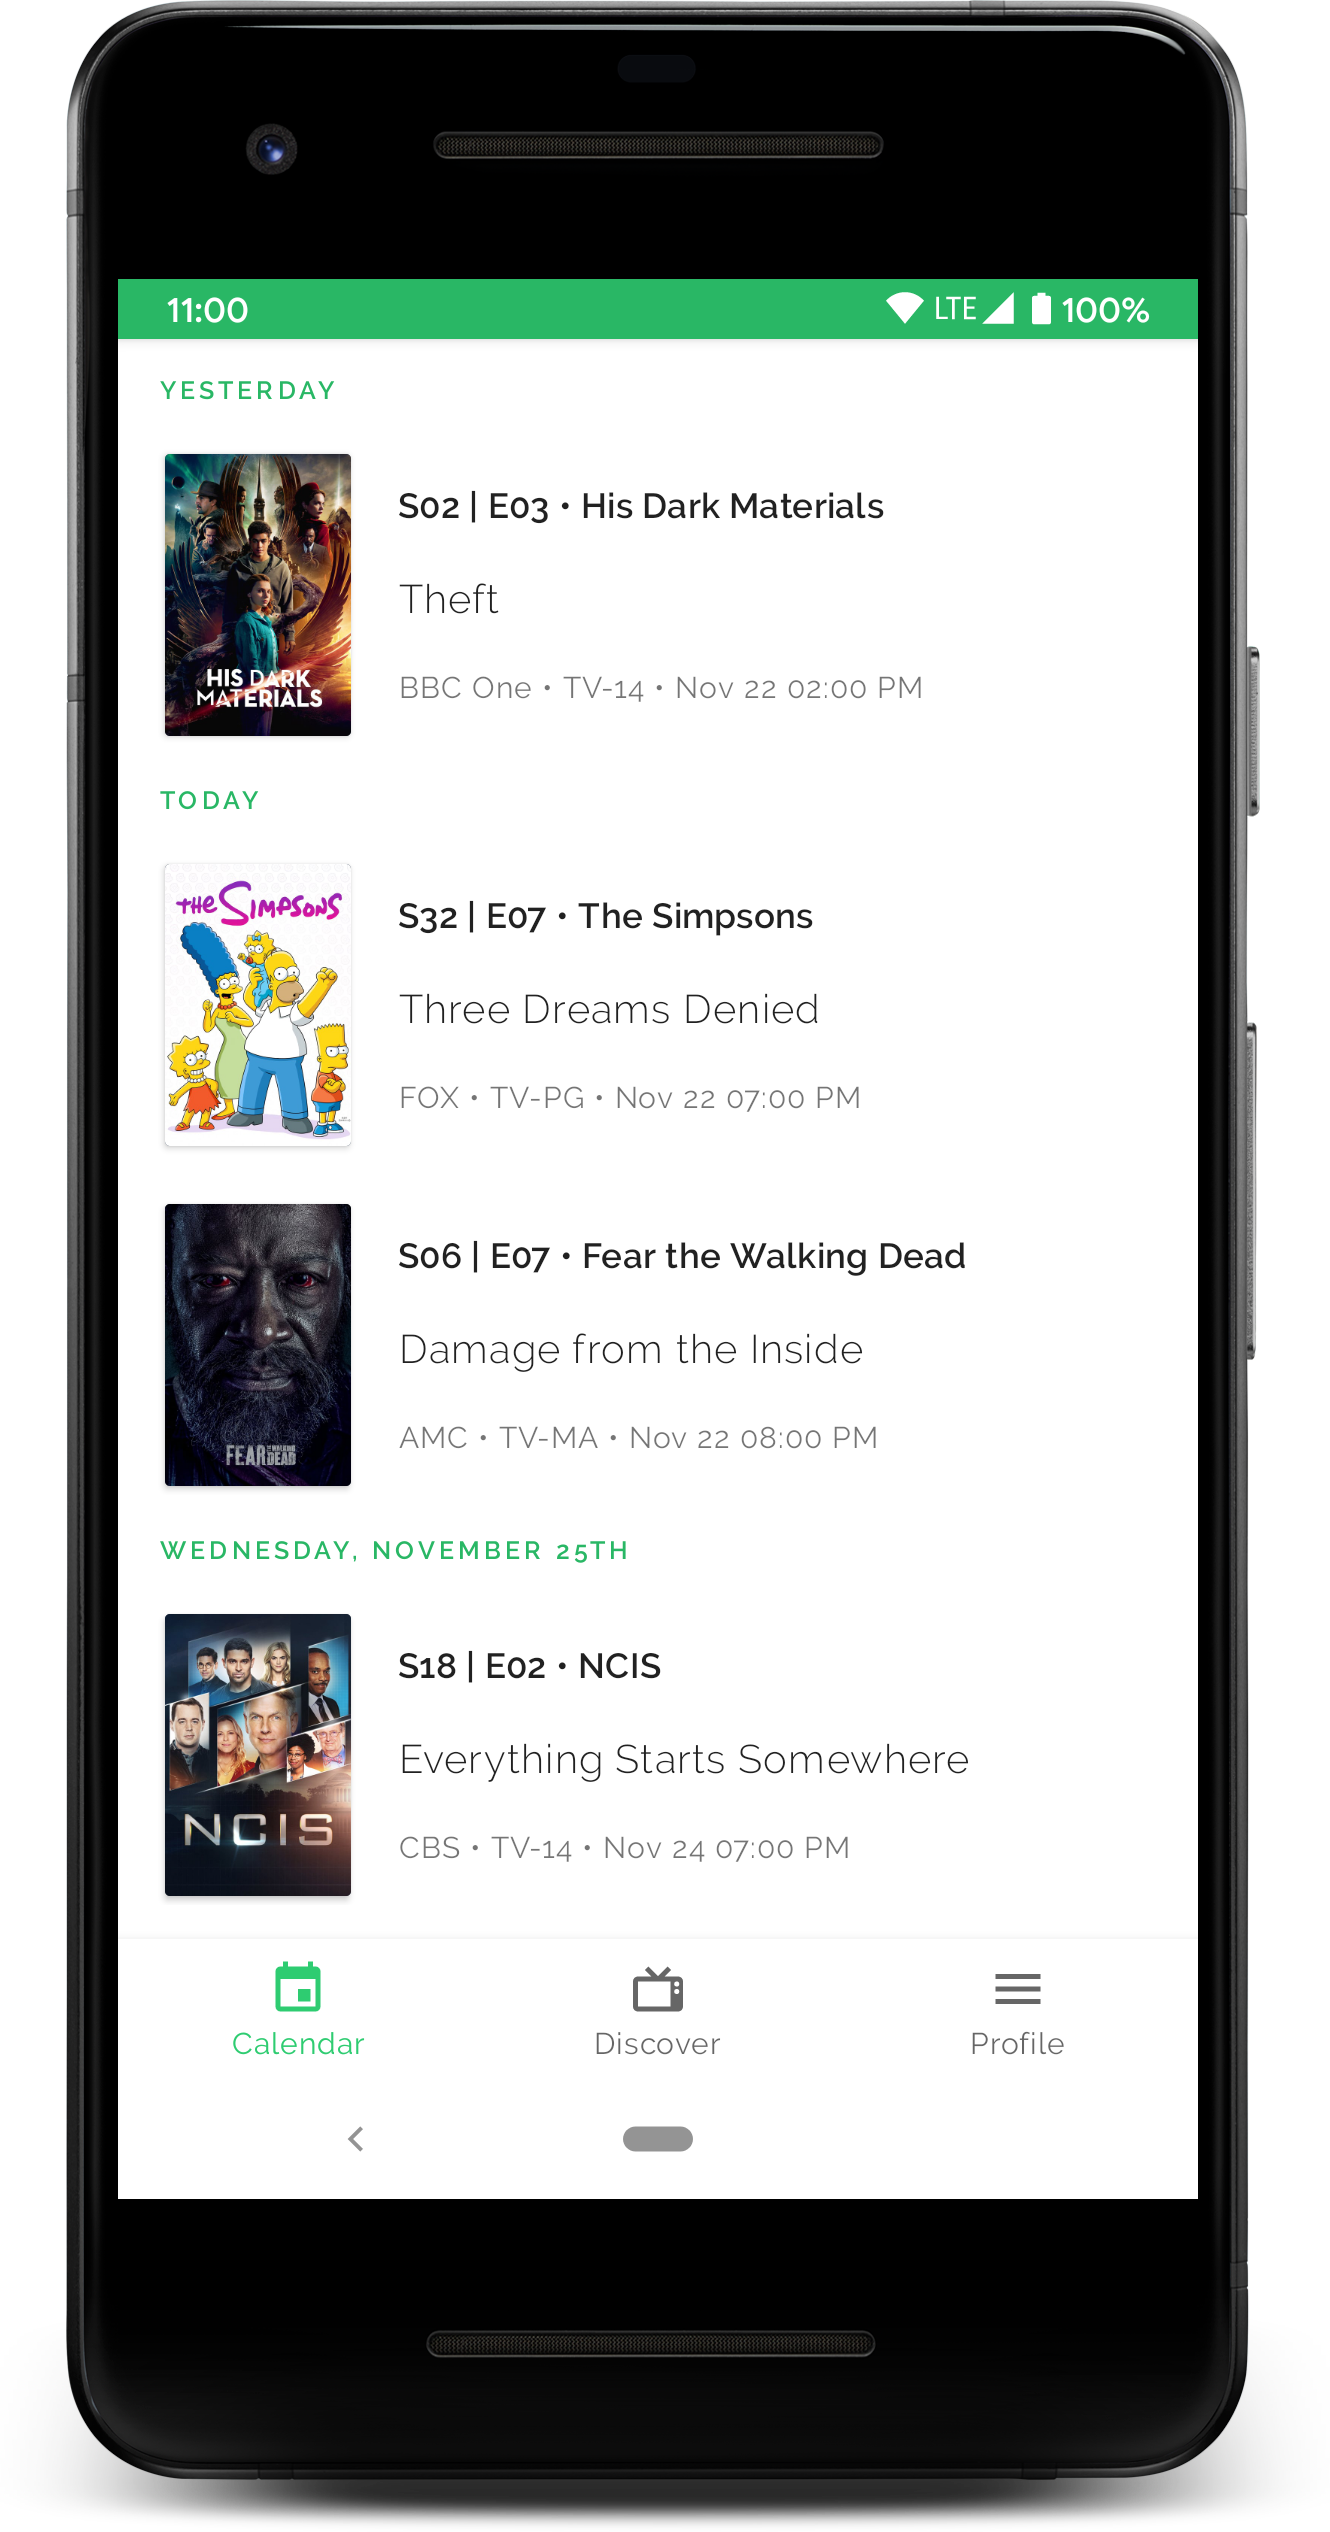 11:00 LTE 100%
YESTERDAY
HIS DARK
MATERIALS
S02 | E03 • His Dark Materials
Theft
BBC One • TV-14 • Nov 22 02:00 PM
TODAY
THE SIMPSONS
S32 | E07 • The Simpsons
Three Dreams Denied
FOX • TV-PG • Nov 22 07:00 PM
S06 | E07 • Fear the Walking Dead
Damage from the Inside
AMC • TV-MA • Nov 22 08:00 PM
FEAR THE WALKING DEAD
WEDNESDAY, NOVEMBER 25TH
S18 | E02 • NCIS
Everything Starts Somewhere
CBS • TV-14 • Nov 24 07:00 PM
NCIS
Calendar Discover Profile